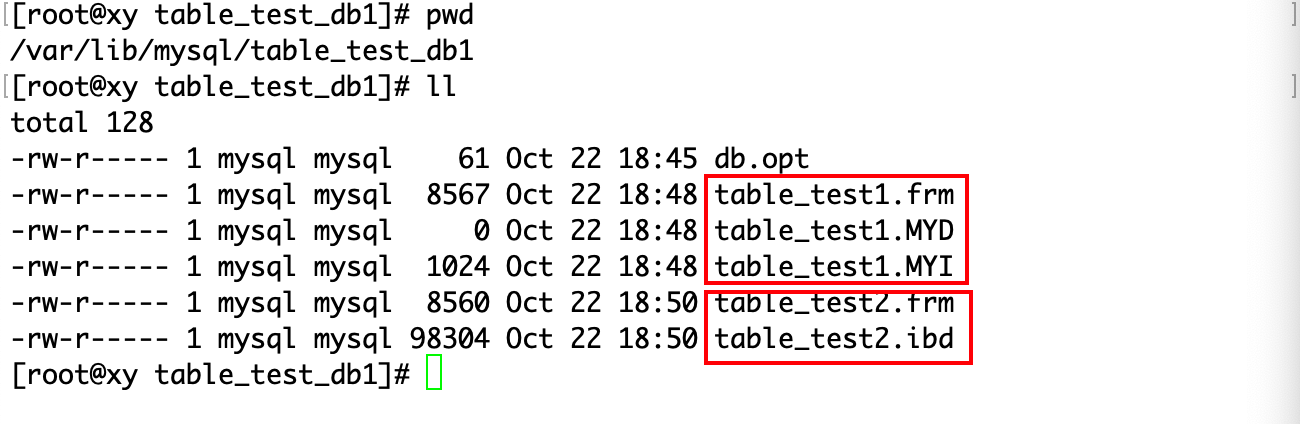 [root@xy table_test_db1]# pwd
/var/lib/mysql/table_test_db1
[root@xy table_test_db1]# ll
total 128
-rw-r----- 1 mysql mysql    61 Oct 22 18:45 db.opt
-rw-r----- 1 mysql mysql  8567 Oct 22 18:48 table_test1.frm
-rw-r----- 1 mysql mysql     0 Oct 22 18:48 table_test1.MYD
-rw-r----- 1 mysql mysql  1024 Oct 22 18:48 table_test1.MYI
-rw-r----- 1 mysql mysql  8560 Oct 22 18:50 table_test2.frm
-rw-r----- 1 mysql mysql 98304 Oct 22 18:50 table_test2.ibd
[root@xy table_test_db1]#